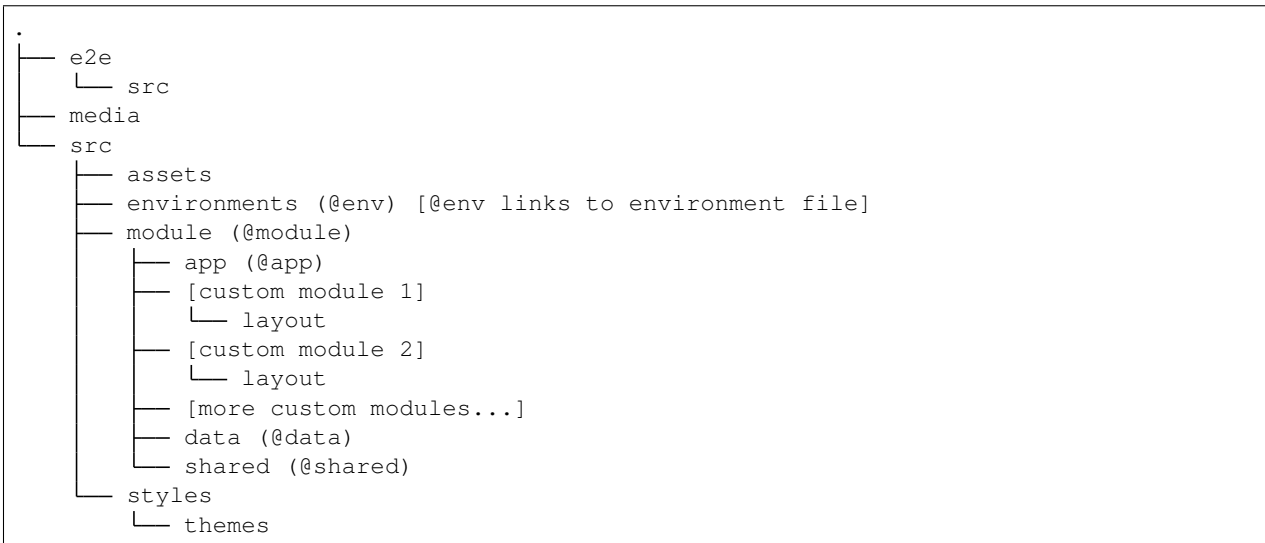 .
├── e2e
│   └── src
├── media
└── src
    ├── assets
    ├── environments (@env) [@env links to environment file]
    ├── module (@module)
    │   ├── app (@app)
    │   ├── [custom module 1]
    │   │   └── layout
    │   ├── [custom module 2]
    │   │   └── layout
    │   ├── [more custom modules...]
    │   ├── data (@data)
    │   └── shared (@shared)
    └── styles
        └── themes